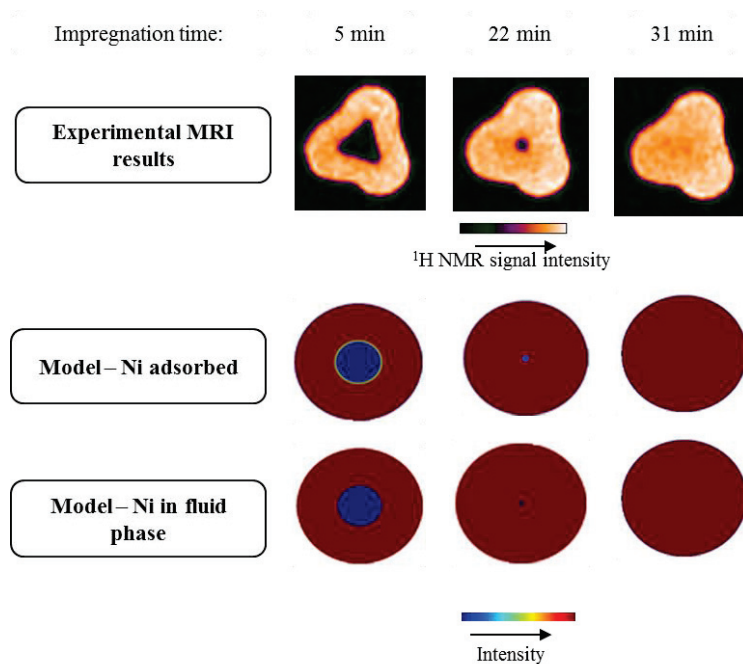 Impregnation time: 5 min 22 min 31 min
Experimental MRI
results
¹H NMR signal intensity
Model – Ni adsorbed
Model – Ni in fluid
phase
Intensity